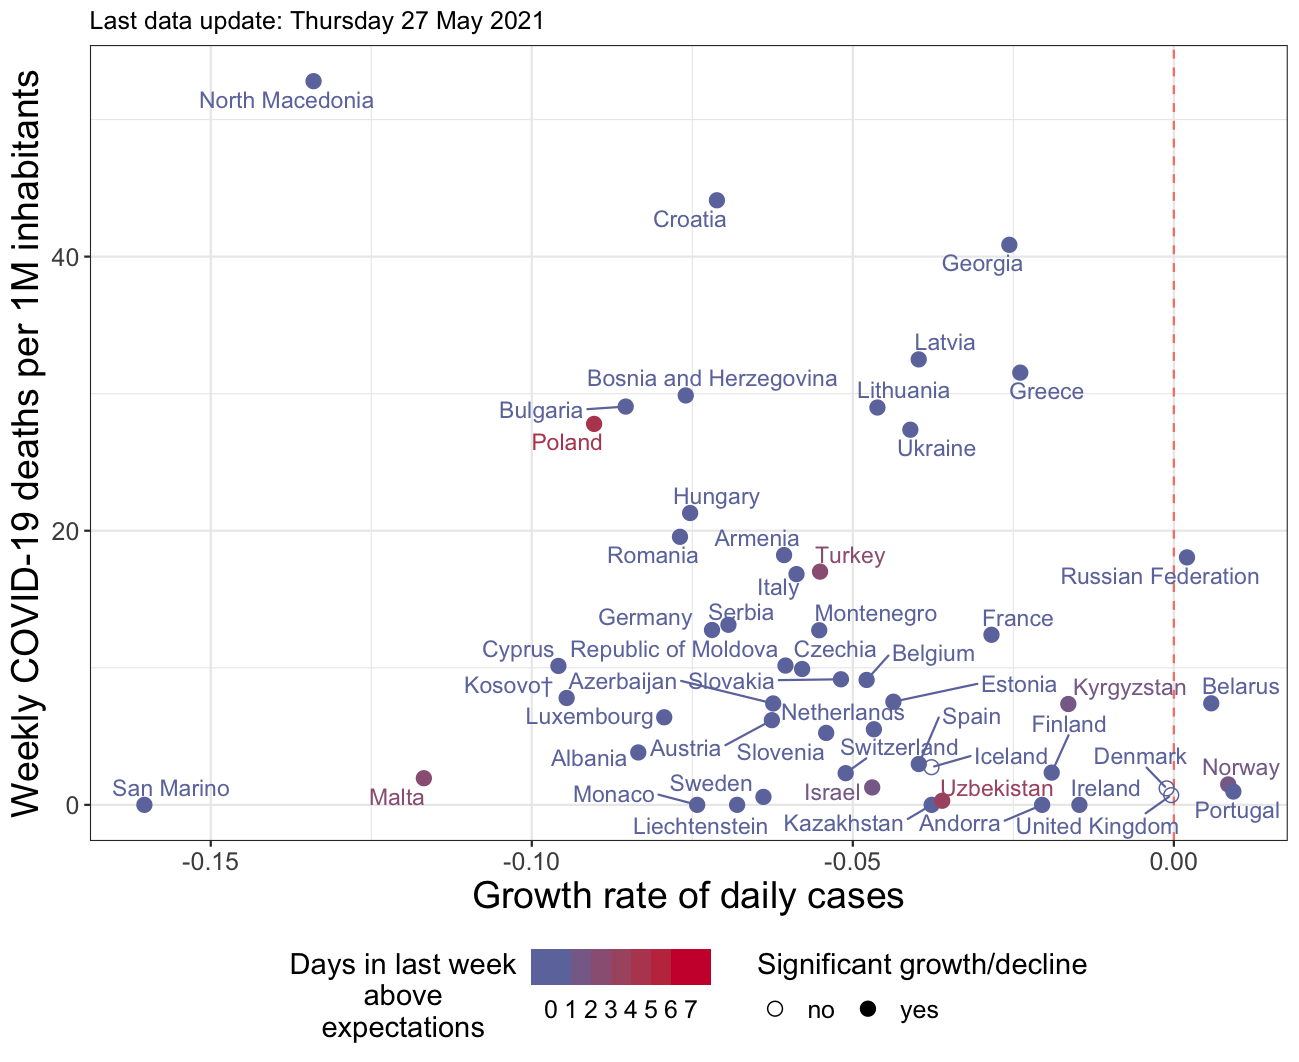 Last data update: Thursday 27 May 2021
Weekly COVID-19 deaths per 1M inhabitants
North Macedonia
Croatia
40
Georgia
Latvia
Bosnia and Herzegovina
Lithuania
Greece
Bulgaria
Poland
Ukraine
Hungary
20
Armenia
Romania
Turkey
Russian Federation
Italy
Serbia
Germany
Montenegro
France
Cyprus
Republic of Moldova
Czechia
Belgium
Kosovo†
Azerbaijan
Slovakia
Estonia
Kyrgyzstan
Belarus
Luxembourg
Netherlands
Spain
Finland
Albania
Austria
Slovenia
Switzerland
Iceland
Denmark
Norway
San Marino
Malta
Monaco
Sweden
Israel
Uzbekistan
Ireland
Portugal
0
Liechtenstein
Kazakhstan
Andorra
United Kingdom
-0.15
-0.10
-0.05
0.00
Growth rate of daily cases
Days in last week
above
expectations
0 1 2 3 4 5 6 7
Significant growth/decline
no
yes